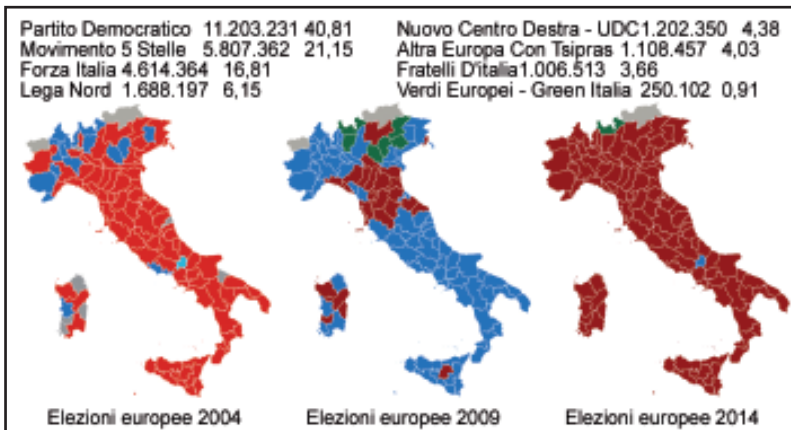 Partito Democratico 11.203.231 40,81
Movimento 5 Stelle 5.807.362 21,15
Forza Italia 4.614.364 16,81
Lega Nord 1.688.197 6,15
Nuovo Centro Destra - UDC1.202.350 4,38
Altra Europa Con Tsipras 1.108.457 4,03
Fratelli D'italia1.006.513 3,66
Verdi Europei - Green Italia 250.102 0,91
Elezioni europee 2004
Elezioni europee 2009
Elezioni europee 2014